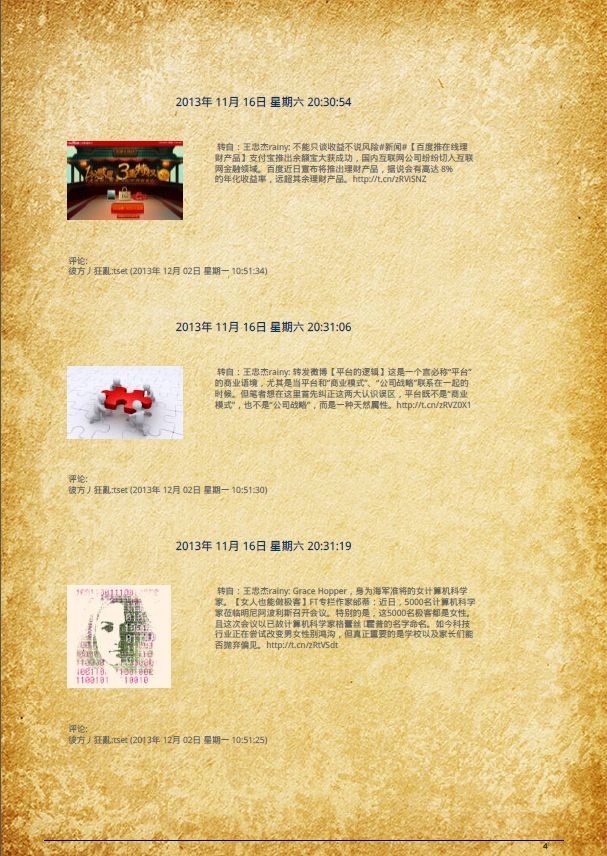 2013年 11月 16日 星期六 20:30:54
转自：王忠杰rainy: 不能只谈收益不说风险#新闻#【百度推在线理
财产品】支付宝推出余额宝大获成功，国内互联网公司纷纷切入互联
网金融领域。百度近日宣布将推出理财产品，据说会有高达 8%
的年化收益率，远超其余理财产品。http://t.cn/zRViSNZ
评论:
彼方丿狂亂:tset (2013年 12月 02日 星期一 10:51:34)
2013年 11月 16日 星期六 20:31:06
转自：王忠杰rainy: 转发微博【平台的逻辑】这是一个言必称“平台”
的商业语境，尤其是当平台和“商业模式”、“公司战略”联系在一起的
时候。但笔者想在这里首先纠正这两大认识误区，平台既不是“商业
模式”，也不是“公司战略”，而是一种天然属性。http://t.cn/zRVZ0X1
评论:
彼方丿狂亂:tset (2013年 12月 02日 星期一 10:51:30)
2013年 11月 16日 星期六 20:31:19
转自：王忠杰rainy: Grace Hopper，身为海军准将的女计算机科学
家。【女人也能做极客】FT专栏作家邰蒂：近日，5000名计算机科学
家莅临明尼阿波利斯召开会议。特别的是，这5000名极客都是女性。
且这次会议以已故计算机科学家格蕾丝 霍普的名字命名。如今科技
行业正在尝试改变男女性别鸿沟，但真正重要的是学校以及家长们能
否抛弃偏见。http://t.cn/zRtVSdt
评论:
彼方丿狂亂:tset (2013年 12月 02日 星期一 10:51:25)
4